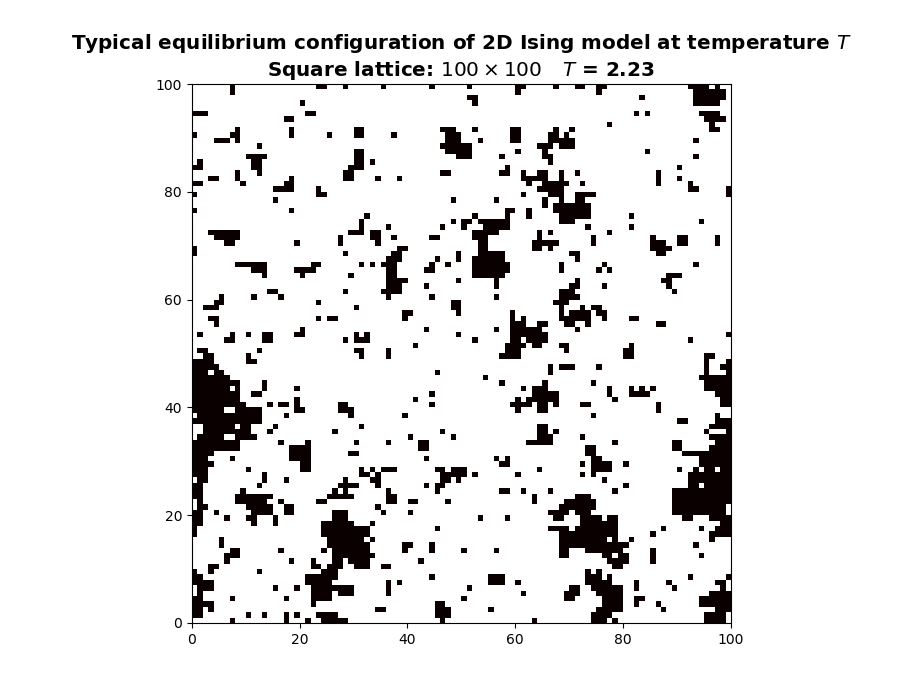 Typical equilibrium configuration of 2D Ising model at temperature T
Square lattice: 100 × 100 T = 2.23
100
80
60
40
20
0
0 20 40 60 80 100